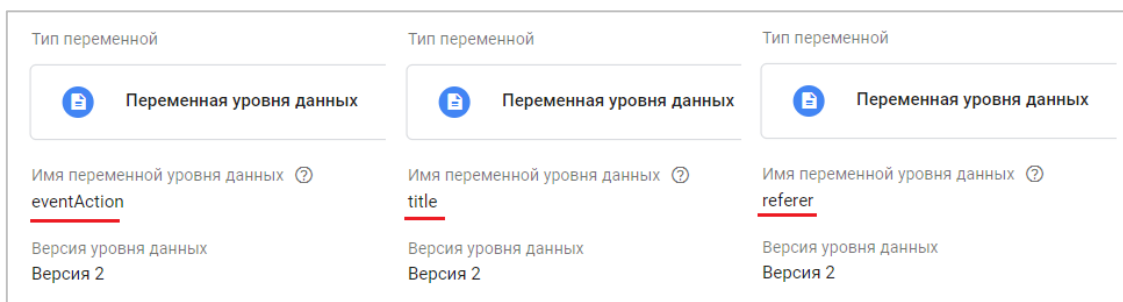 Тип переменной
Переменная уровня данных
Имя переменной уровня данных ?
eventAction
Версия уровня данных
Версия 2
Тип переменной
Переменная уровня данных
Имя переменной уровня данных ?
title
Версия уровня данных
Версия 2
Тип переменной
Переменная уровня данных
Имя переменной уровня данных ?
referer
Версия уровня данных
Версия 2